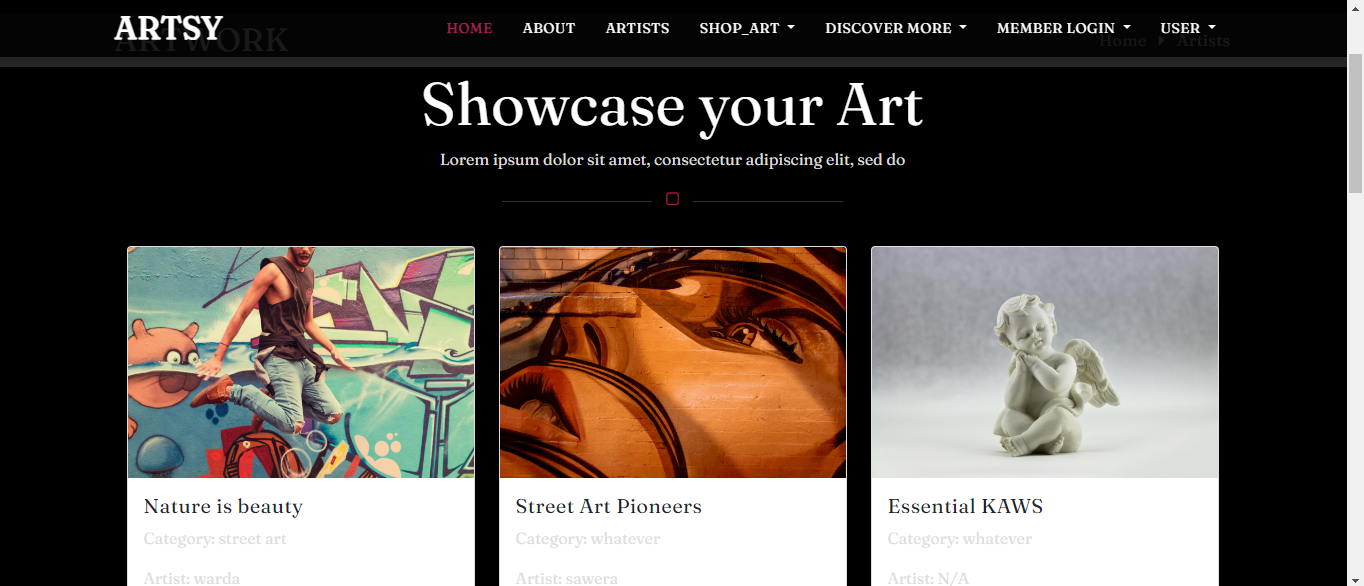 ARTSY
ARTWORK
HOME ABOUT ARTISTS SHOP_ART DISCOVER MORE MEMBER LOGIN USER
Home Artists
Showcase your Art
Lorem ipsum dolor sit amet, consectetur adipiscing elit, sed do
Nature is beauty
Category: street art
Artist: warda
Street Art Pioneers
Category: whatever
Artist: sawera
Essential KAWS
Category: whatever
Artist: N/A